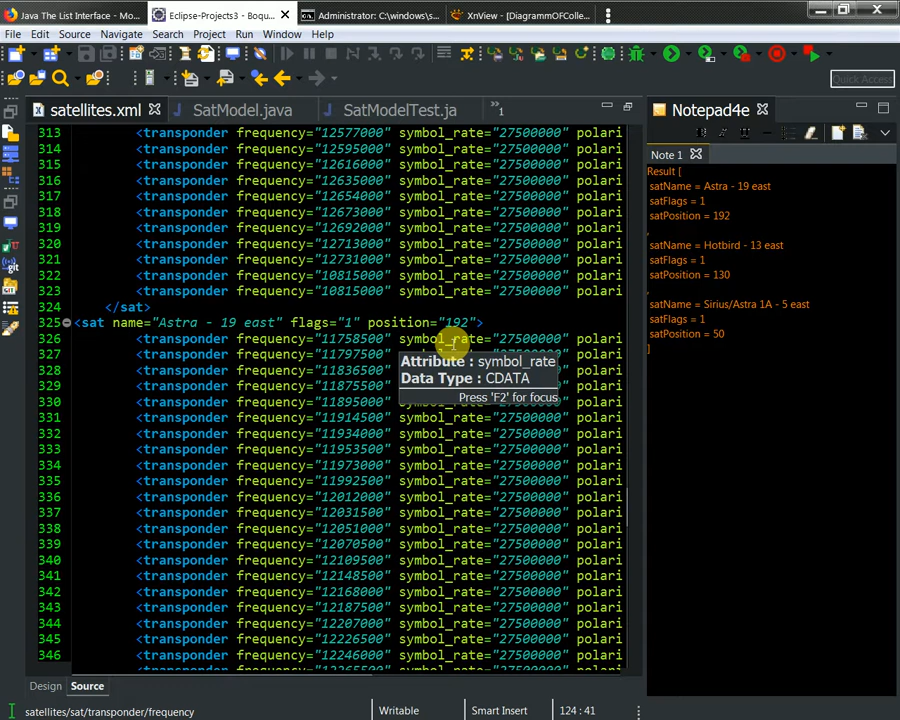 Java The List Interface - Mo...
Eclipse-Projects3 - Boqu...
Administrator: C:\windows\s...
XnView - [DiagrammOfColle...
File Edit Source Navigate Search Project Run Window Help
Quick Access
satellites.xml
SatModel.java
SatModelTest.ja
»1
Notepad4e
Note 1
313 <transponder frequency="12577000" symbol_rate="27500000" polari
314 <transponder frequency="12595000" symbol_rate="27500000" polari
315 <transponder frequency="12616000" symbol_rate="27500000" polari
316 <transponder frequency="12635000" symbol_rate="27500000" polari
317 <transponder frequency="12654000" symbol_rate="27500000" polari
318 <transponder frequency="12673000" symbol_rate="27500000" polari
319 <transponder frequency="12692000" symbol_rate="27500000" polari
320 <transponder frequency="12713000" symbol_rate="27500000" polari
321 <transponder frequency="12731000" symbol_rate="27500000" polari
322 <transponder frequency="10815000" symbol_rate="27500000" polari
323 <transponder frequency="10815000" symbol_rate="27500000" polari
324 </sat>
325 <sat name="Astra - 19 east" flags="1" position="192">
326 <transponder frequency="11758500" symbol_rate="27500000" polari
327 <transponder frequency="11797500" symbol_rate="27500000" polari
328 <transponder frequency="11836500" polari
329 <transponder frequency="11875500" polari
330 <transponder frequency="11895000" symbol_rate="27500000" polari
331 <transponder frequency="11914500" symbol_rate="27500000" polari
332 <transponder frequency="11934000" symbol_rate="27500000" polari
333 <transponder frequency="11953500" symbol_rate="27500000" polari
334 <transponder frequency="11973000" symbol_rate="27500000" polari
335 <transponder frequency="11992500" symbol_rate="27500000" polari
336 <transponder frequency="12012000" symbol_rate="27500000" polari
337 <transponder frequency="12031500" symbol_rate="27500000" polari
338 <transponder frequency="12051000" symbol_rate="27500000" polari
339 <transponder frequency="12070500" symbol_rate="27500000" polari
340 <transponder frequency="12109500" symbol_rate="27500000" polari
341 <transponder frequency="12148500" symbol_rate="27500000" polari
342 <transponder frequency="12168000" symbol_rate="27500000" polari
343 <transponder frequency="12187500" symbol_rate="27500000" polari
344 <transponder frequency="12207000" symbol_rate="27500000" polari
345 <transponder frequency="12226500" symbol_rate="27500000" polari
346 <transponder frequency="12246000" symbol_rate="27500000" polari
<transponder frequency="12265500" symbol_rate="27500000" polari
Attribute : symbol_rate
Data Type : CDATA
Press 'F2' for focus
Result [
satName = Astra - 19 east
satFlags = 1
satPosition = 192
,
satName = Hotbird - 13 east
satFlags = 1
satPosition = 130
,
satName = Sirius/Astra 1A - 5 east
satFlags = 1
satPosition = 50
]
Design Source
satellites/sat/transponder/frequency
Writable
Smart Insert
124 : 41